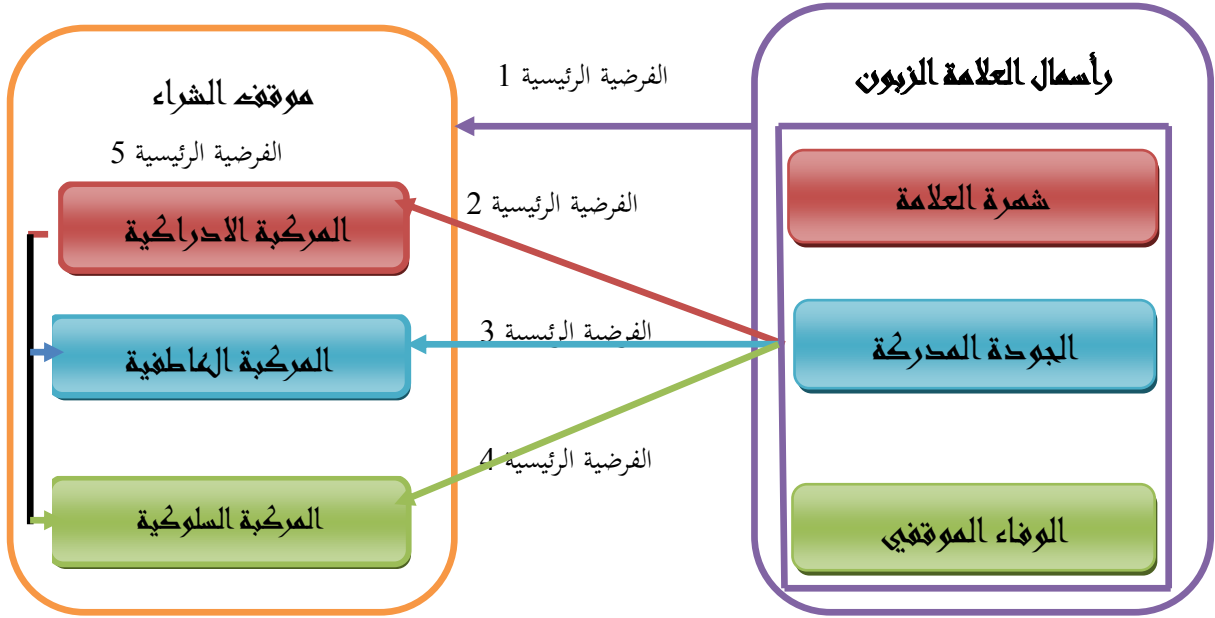 رأسمال العلامة الزبون
شهرة العلامة
الجودة المدركة
الوفاء الموقفي
الفرضية الرئيسية 1
الفرضية الرئيسية 2
الفرضية الرئيسية 3
الفرضية الرئيسية 4
موقف الشراء
الفرضية الرئيسية 5
المركبة الادراكية
المركبة العاطفية
المركبة السلوكية